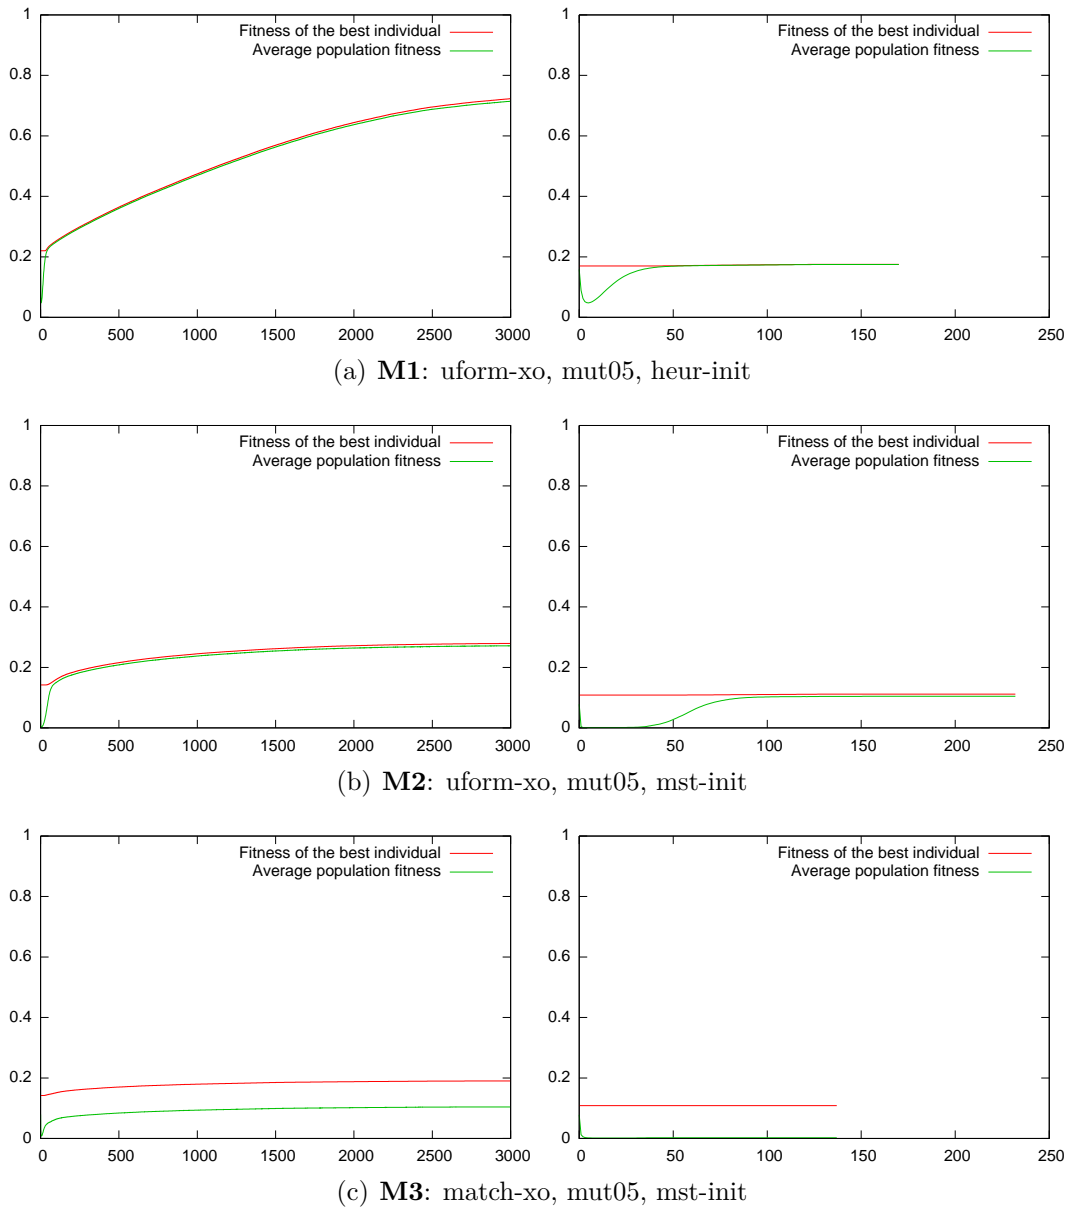 1
0.8
0.6
0.4
0.2
0
0 500 1000 1500 2000 2500 3000
Fitness of the best individual
Average population fitness
1
0.8
0.6
0.4
0.2
0
0 50 100 150 200 250
Fitness of the best individual
Average population fitness
(a) M1: uform-xo, mut05, heur-init
1
0.8
0.6
0.4
0.2
0
0 500 1000 1500 2000 2500 3000
Fitness of the best individual
Average population fitness
1
0.8
0.6
0.4
0.2
0
0 50 100 150 200 250
Fitness of the best individual
Average population fitness
(b) M2: uform-xo, mut05, mst-init
1
0.8
0.6
0.4
0.2
0
0 500 1000 1500 2000 2500 3000
Fitness of the best individual
Average population fitness
1
0.8
0.6
0.4
0.2
0
0 50 100 150 200 250
Fitness of the best individual
Average population fitness
(c) M3: match-xo, mut05, mst-init